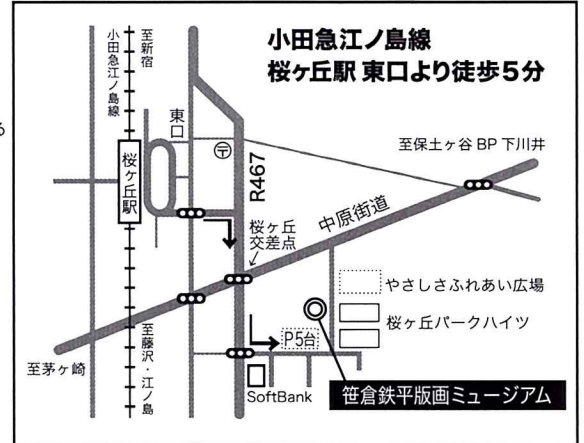 小田急江ノ島線
桜ヶ丘駅 東口より徒歩5分
至新宿
小田急江ノ島線
東口
〒
R467
桜ヶ丘駅
至保土ヶ谷BP 下川井
中原街道
桜ヶ丘
交差点
やさしさふれあい広場
桜ヶ丘パークハイツ
P5台
至茅ヶ崎
至藤沢・江ノ島
SoftBank
笹倉鉄平版画ミュージアム